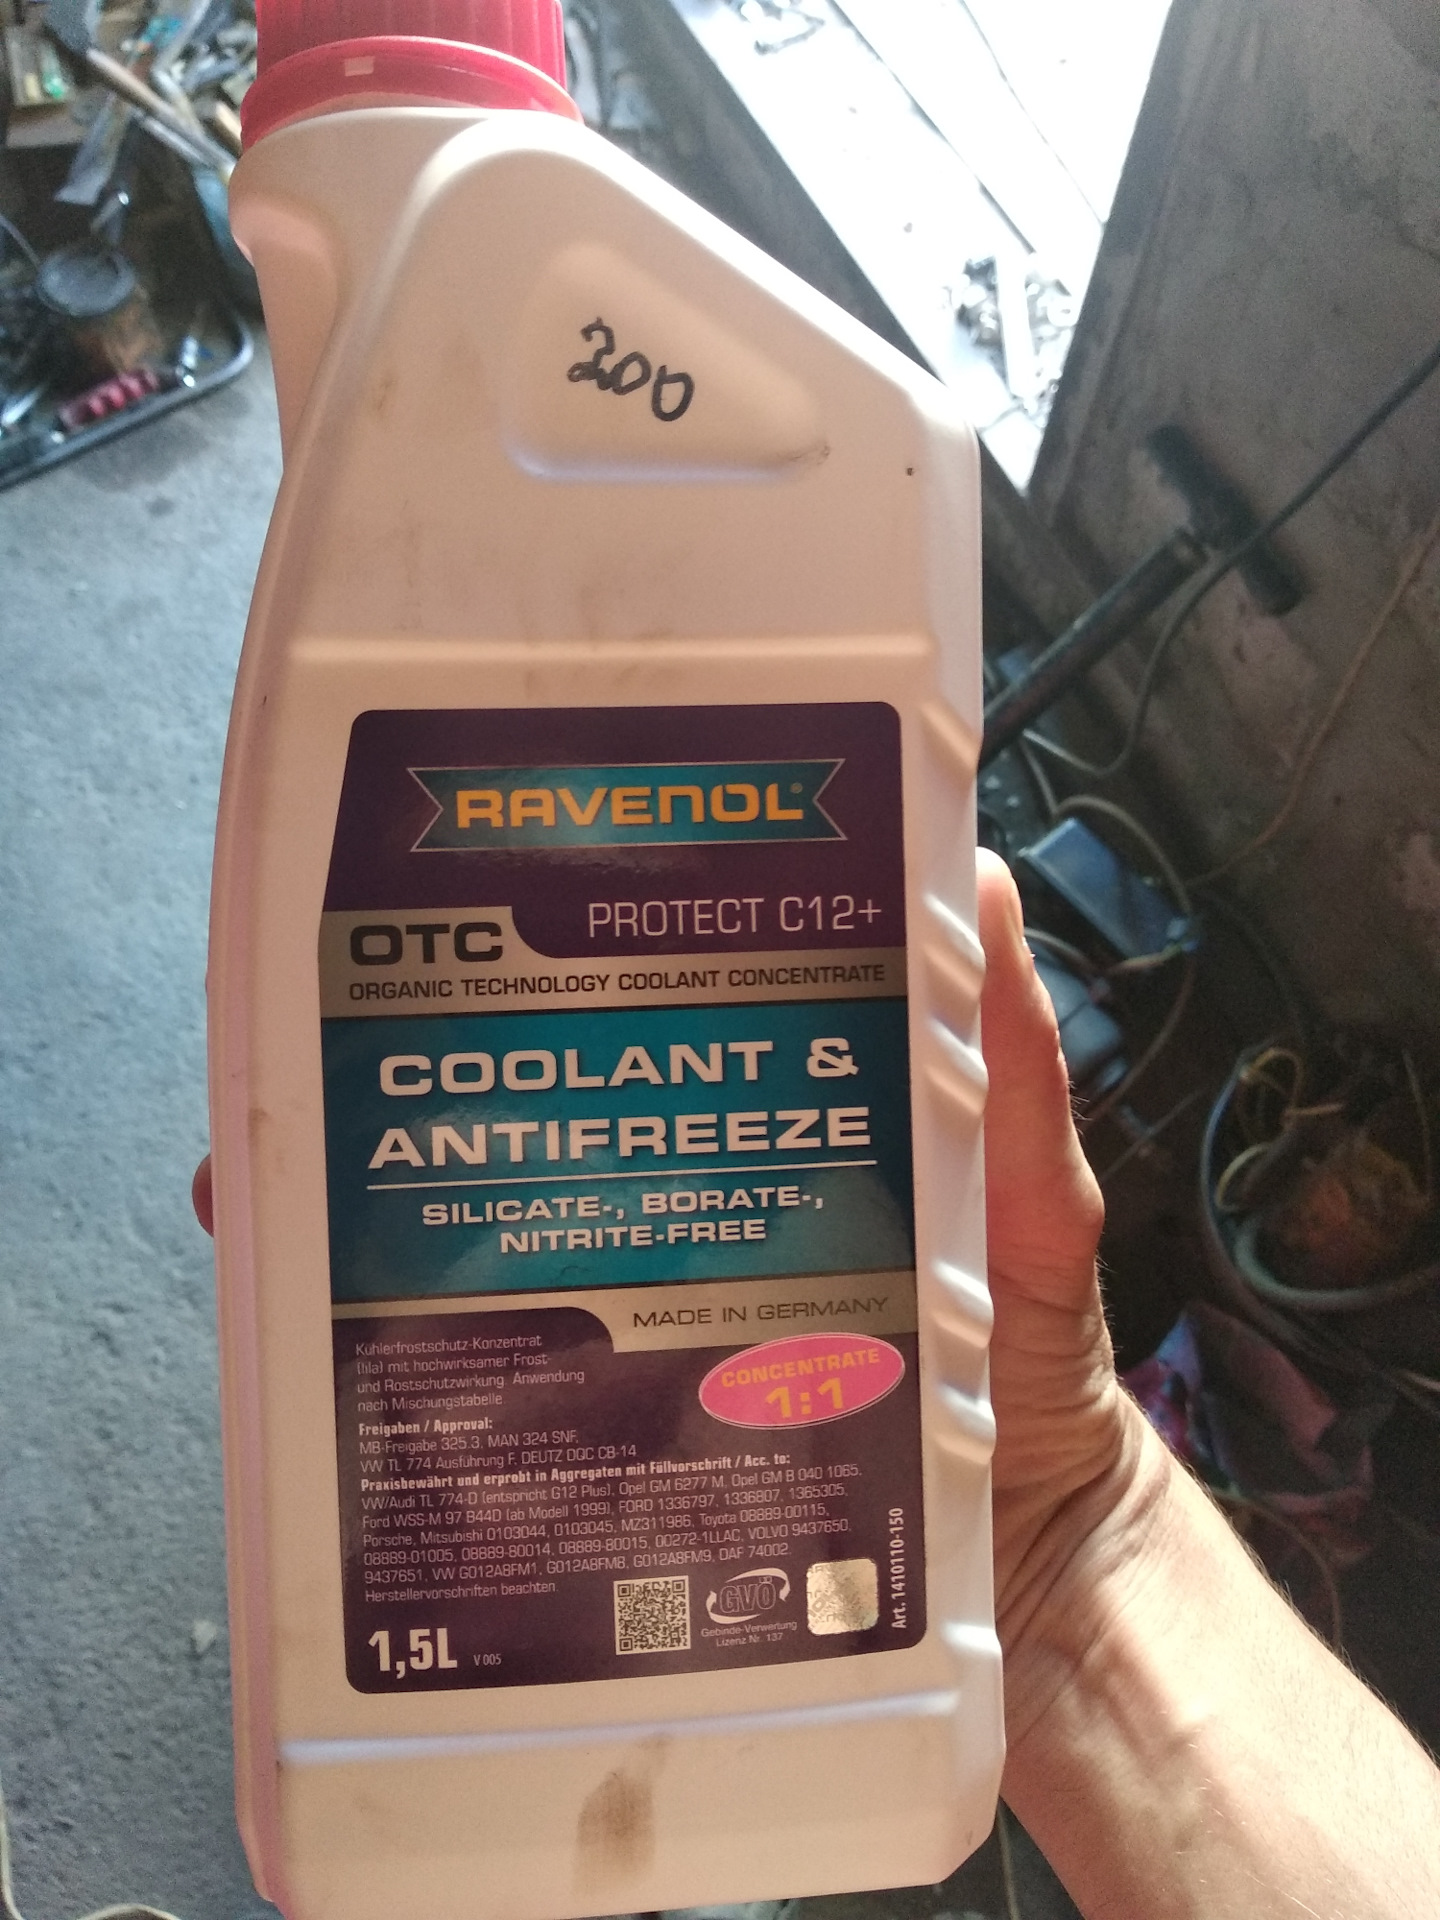 300
RAVENOL®
PROTECT C12+
OTC
ORGANIC TECHNOLOGY COOLANT CONCENTRATE
COOLANT &
ANTIFREEZE
SILICATE-, BORATE-,
NITRITE-FREE
MADE IN GERMANY
CONCENTRATE
1:1
Kühlerfrostschutz-Konzentrat
(lila) mit hochwirksamer Frost-
und Rostschutzwirkung. Anwendung
nach Mischungstabelle.
Freigaben / Approval:
MB-Freigabe 325.3, MAN 324 SNF,
VW TL 774 Ausführung F, DEUTZ DQC CB-14
Praxisbewährt und erprobt in Aggregaten mit Füllvorschrift / Acc. to:
VW/Audi TL 774-D (entspricht G12 Plus), Opel GM 6277 M, Opel GM B 040 1065,
Ford WSS-M 97 B44D (ab Modell 1999), FORD 1336797, 1336807, 1365305,
Porsche, Mitsubishi 0103044, 0103045, MZ311986, Toyota 08889-00115,
08889-01005, 08889-80014, 08889-80015, 00272-1LLAC, VOLVO 9437650,
9437651, VW G012A8FM1, G012A8FM8, G012A8FM9, DAF 74002.
Herstellervorschriften beachten.
GVÖ
Gebinde-Verwertung
Lizenz Nr. 137
Art. 1410110-150
1,5L
V 005